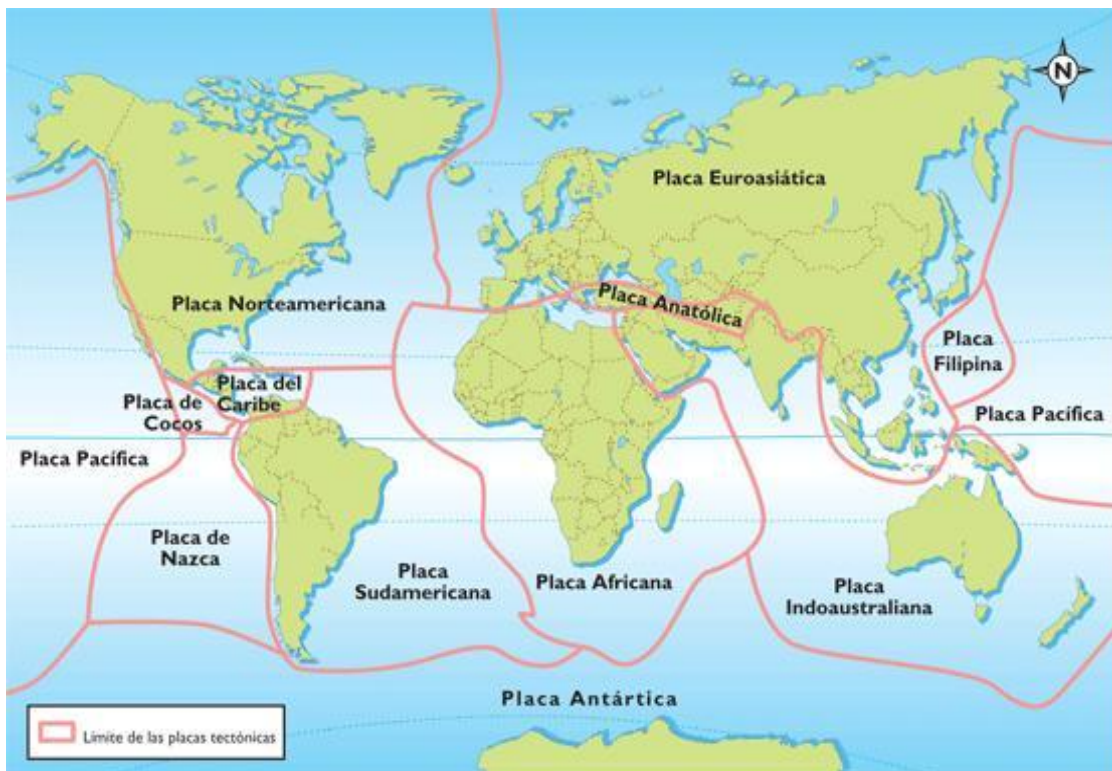 N
Placa Euroasiática
Placa Norteamericana
Placa Anatólica
Placa
Filipina
Placa del
Caribe
Placa de
Cocos
Placa Pacífica
Placa Pacífica
Placa de
Nazca
Placa
Sudamericana
Placa Africana
Placa
Indoaustraliana
Placa Antártica
Límite de las placas tectónicas